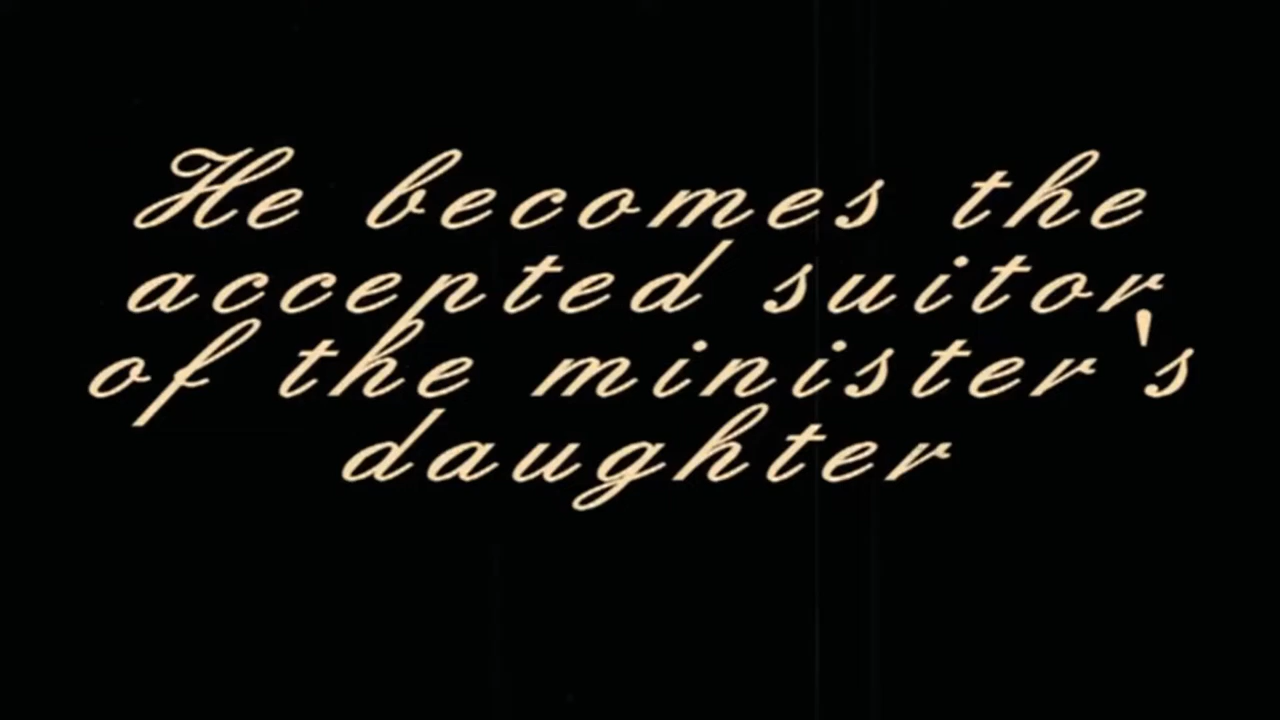 He becomes the
accepted suitor
of the minister's
daughter